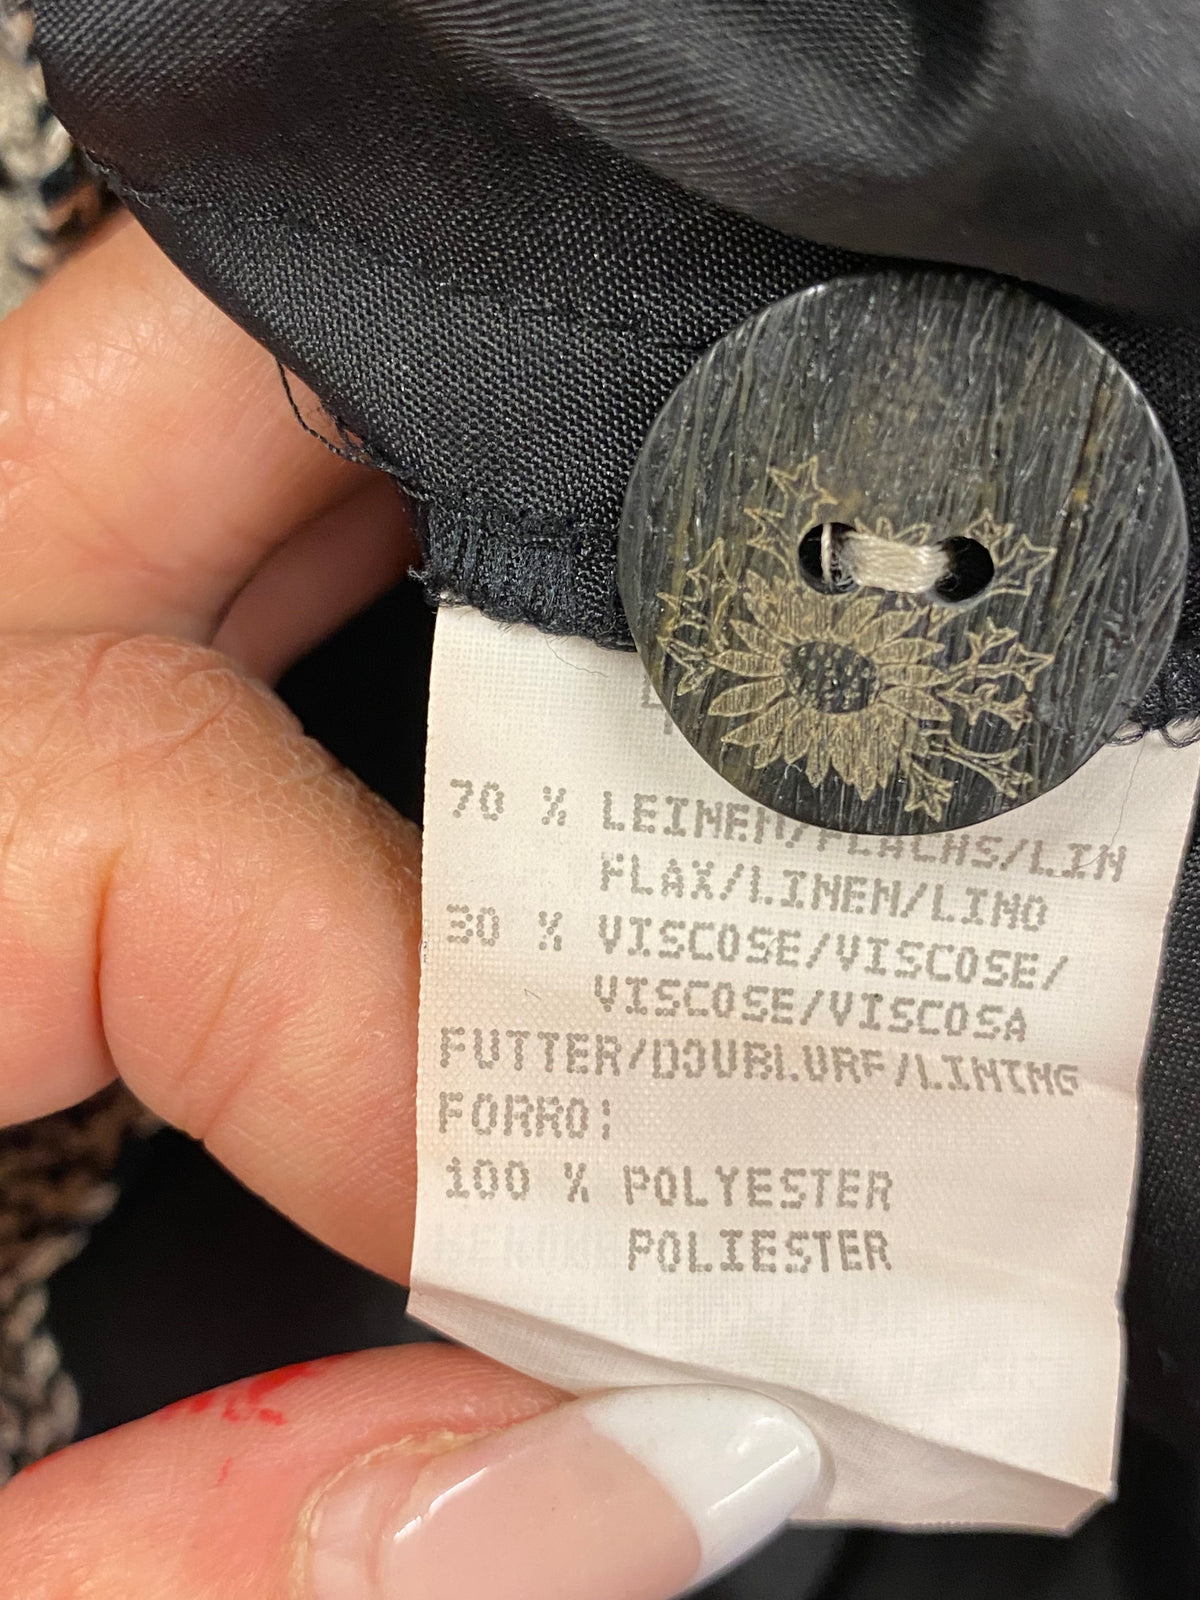 70 % LEINEN/FLACHS/LIN
FLAX/LINEN/LINO
30 % VISCOSE/VISCOSE/
VISCOSE/VISCOSA
FUTTER/DOUBLURE/LINING
FORRO:
100 % POLYESTER
POLIESTER